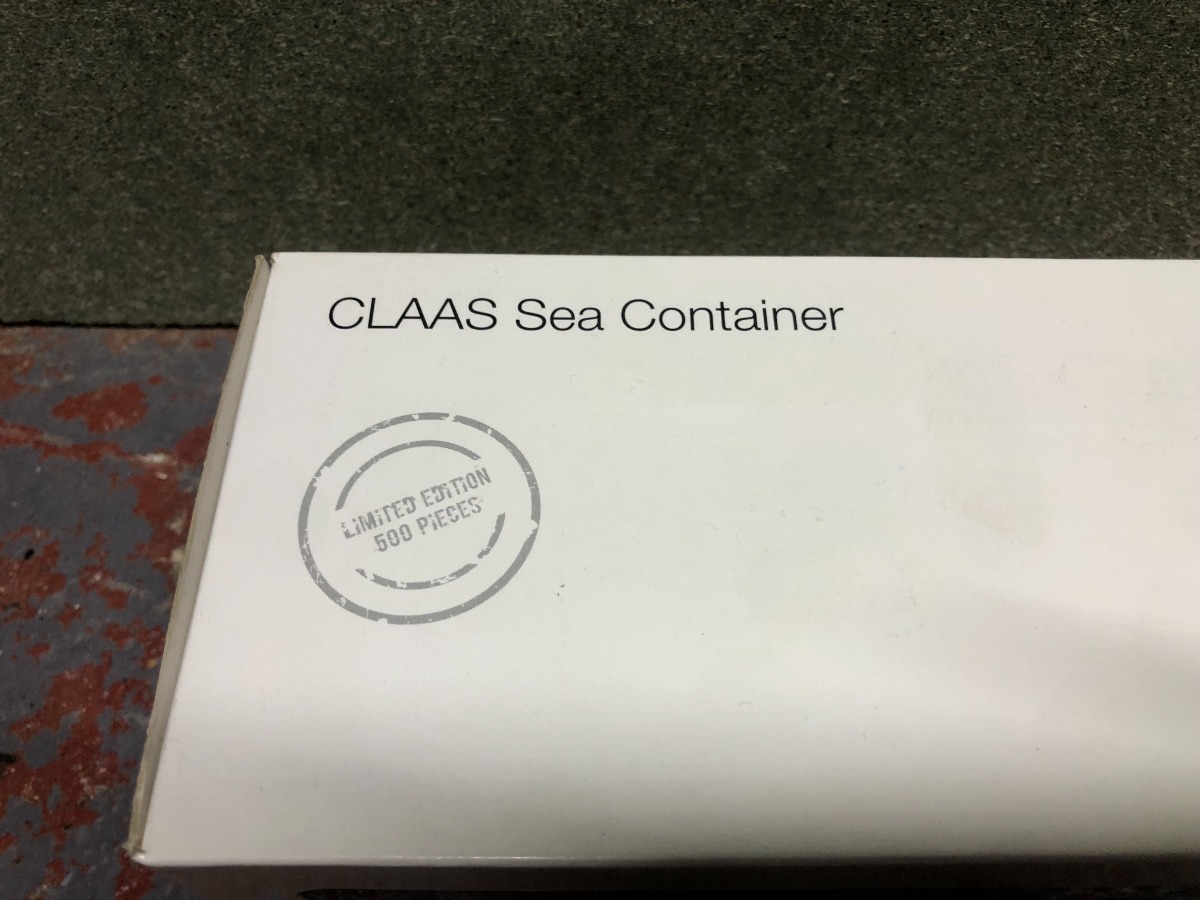 CLAAS Sea Container
LIMITED EDITION
500 PIECES